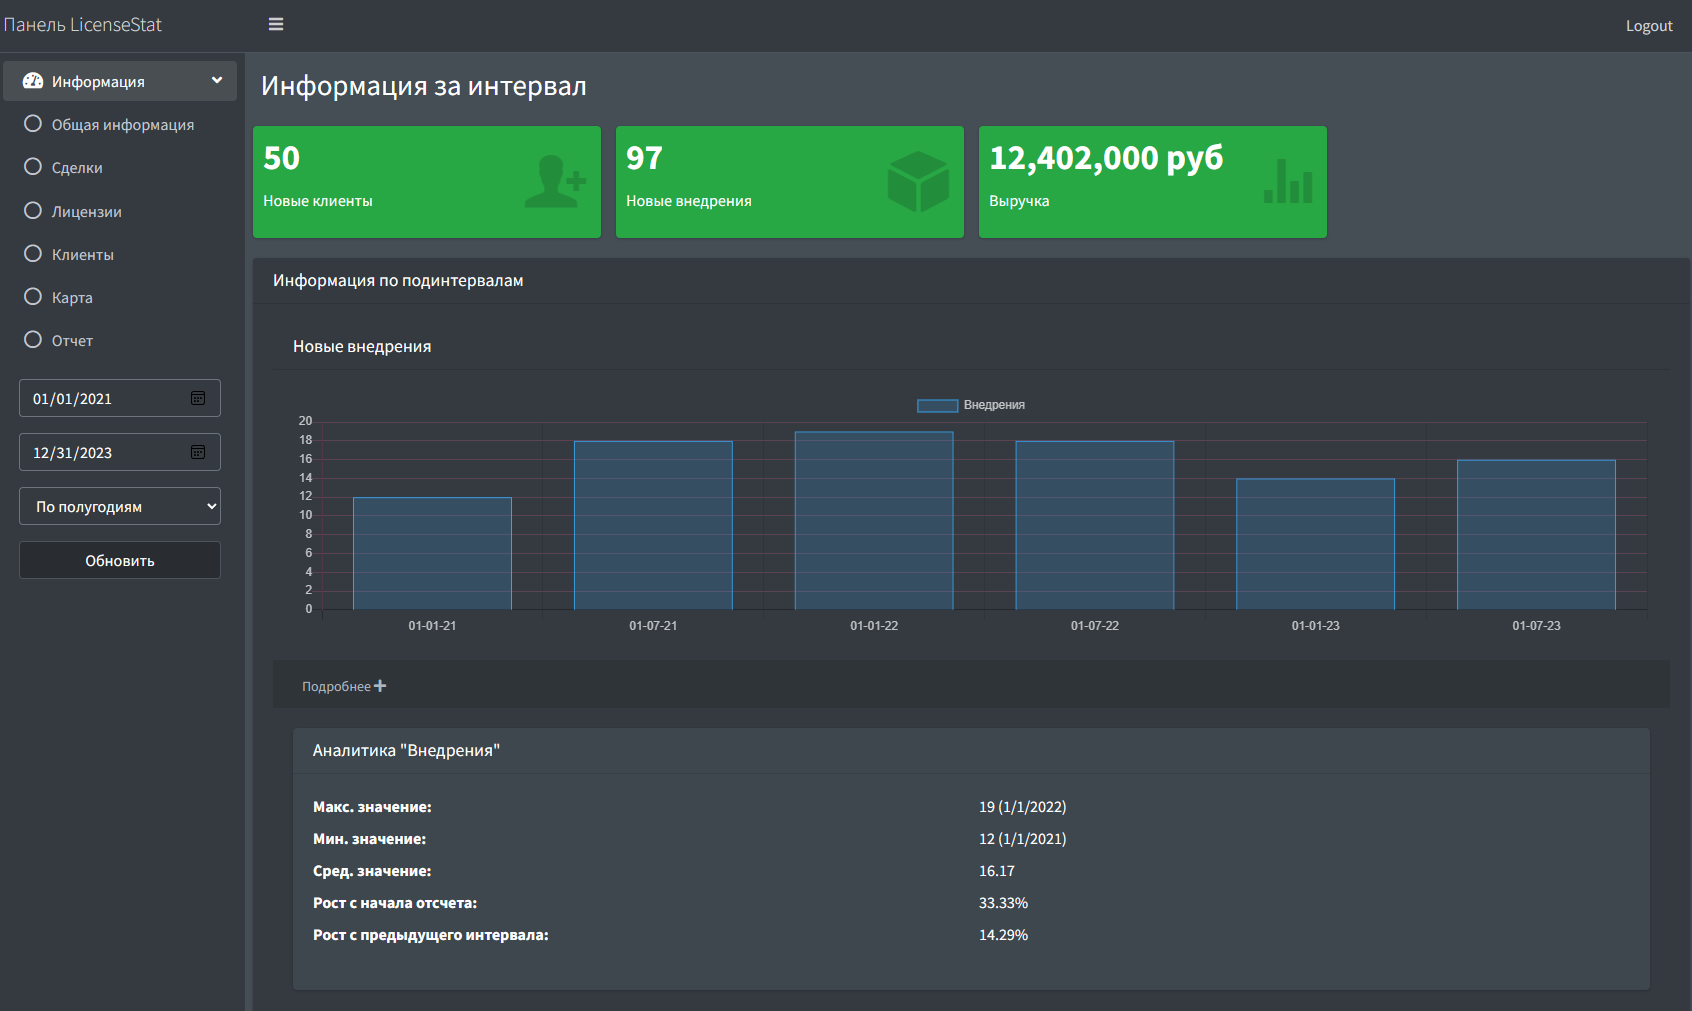 Панель LicenseStat
Logout
Информация
Общая информация
Сделки
Лицензии
Клиенты
Карта
Отчет
01/01/2021
12/31/2023
По полугодиям
Обновить
Информация за интервал
50
Новые клиенты
97
Новые внедрения
12,402,000 руб
Выручка
Информация по подинтервалам
Новые внедрения
Внедрения
20
18
16
14
12
10
8
6
4
2
0
01-01-21 01-07-21 01-01-22 01-07-22 01-01-23 01-07-23
Подробнее
Аналитика "Внедрения"
Макс. значение: 19 (1/1/2022)
Мин. значение: 12 (1/1/2021)
Сред. значение: 16.17
Рост с начала отсчета: 33.33%
Рост с предыдущего интервала: 14.29%